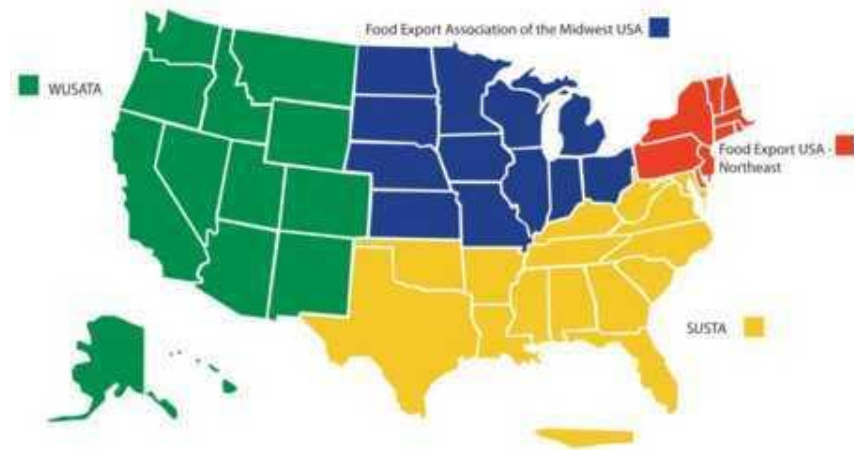 Food Export Association of the Midwest USA
WUSATA
Food Export USA -
Northeast
SUSTA